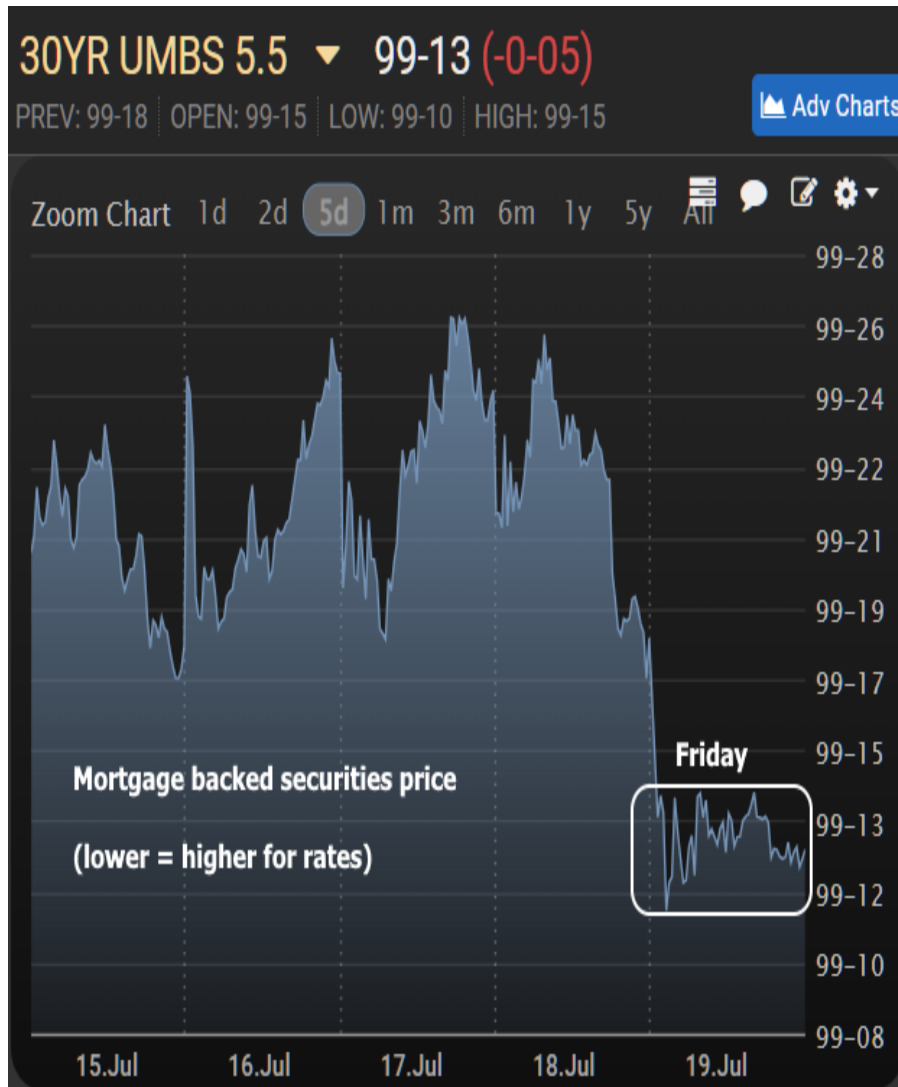 30YR UMBS 5.5 99-13 (-0-05)
PREV: 99-18 OPEN: 99-15 LOW: 99-10 HIGH: 99-15
Adv Charts
Zoom Chart 1d 2d 5d 1m 3m 6m 1y 5y All
99-28
99-26
99-24
99-22
99-21
99-19
99-17
99-15
99-13
99-12
99-10
99-08
Friday
Mortgage backed securities price
(lower = higher for rates)
15.Jul 16.Jul 17.Jul 18.Jul 19.Jul